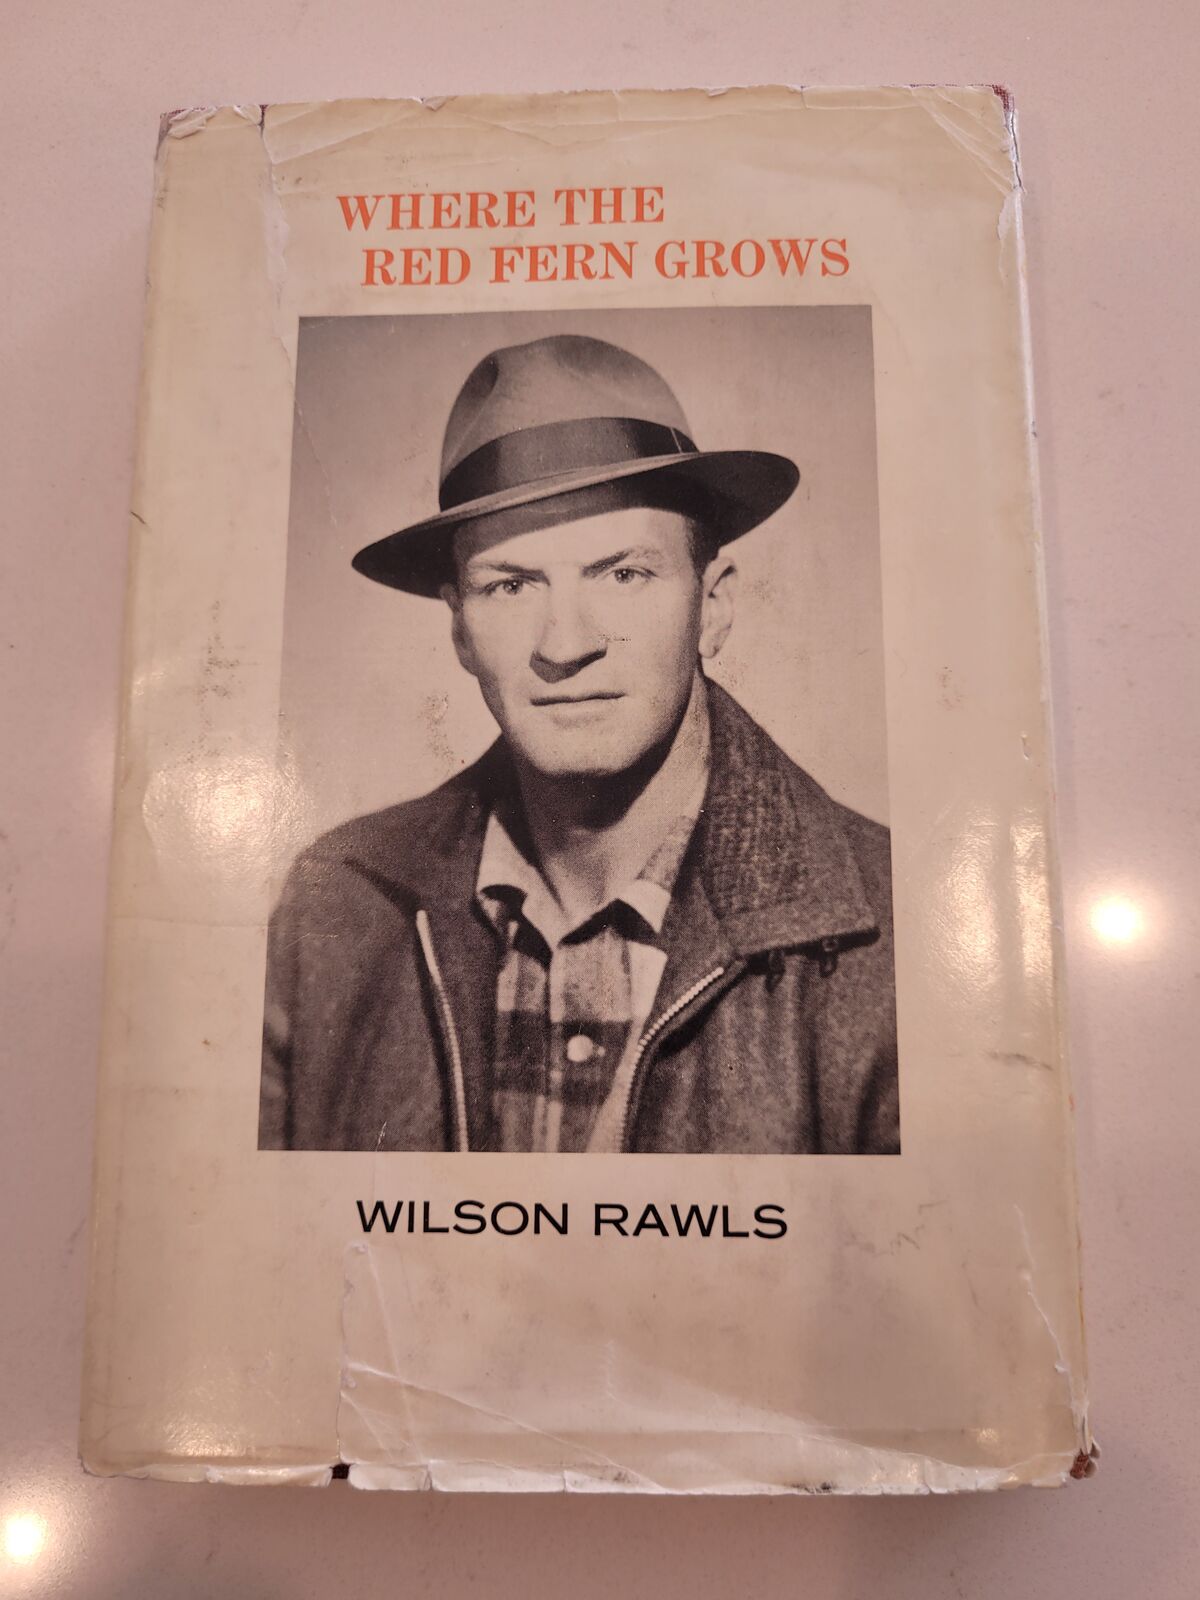 WHERE THE
RED FERN GROWS
WILSON RAWLS